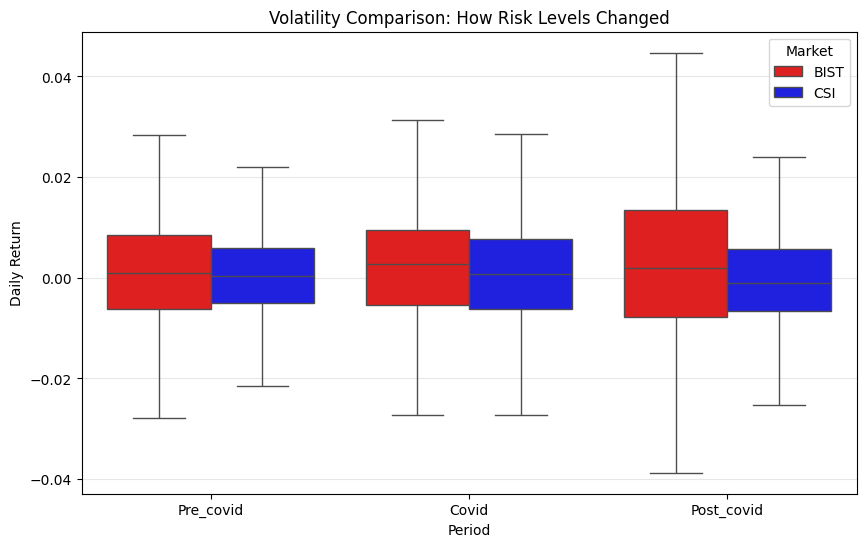 Volatility Comparison: How Risk Levels Changed
Market
BIST
CSI
Daily Return
0.04
0.02
0.00
−0.02
−0.04
Pre_covid
Covid
Post_covid
Period